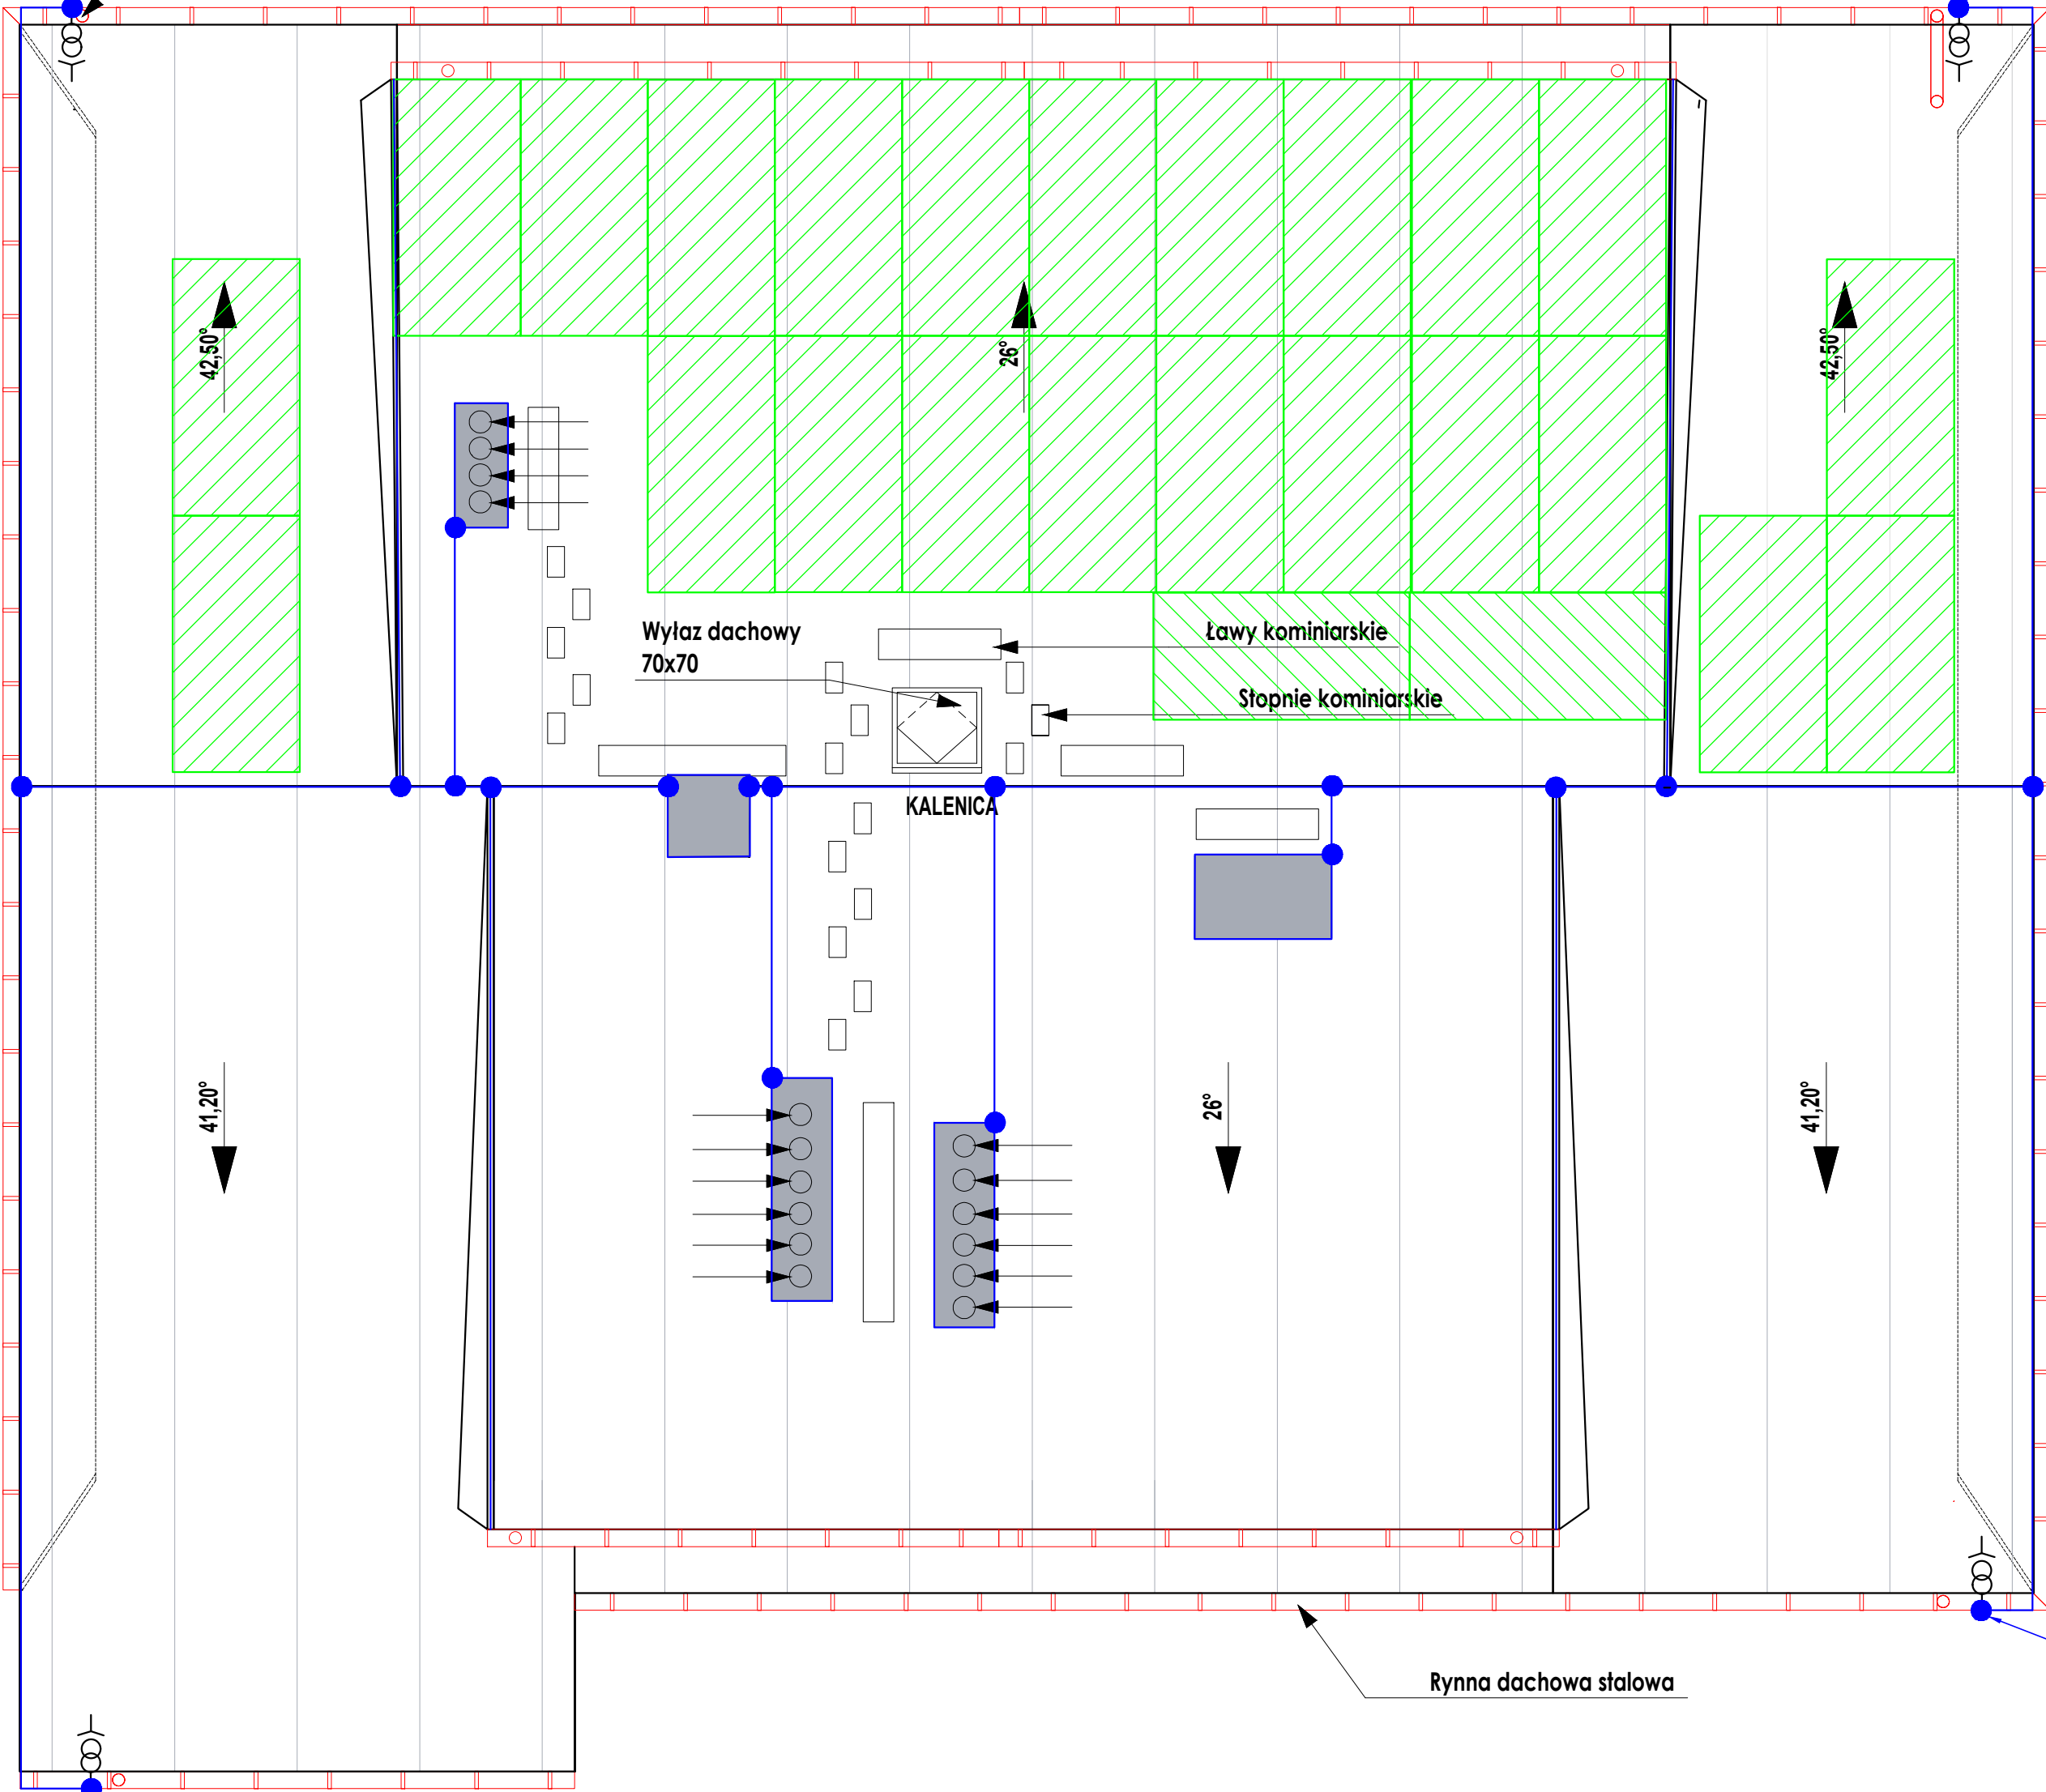 42,50°
26°
42,50°
Wyłaz dachowy
70x70
Ławy kominiarskie
Stopnie kominiarskie
KALENICA
41,20°
26°
41,20°
Rynna dachowa stalowa